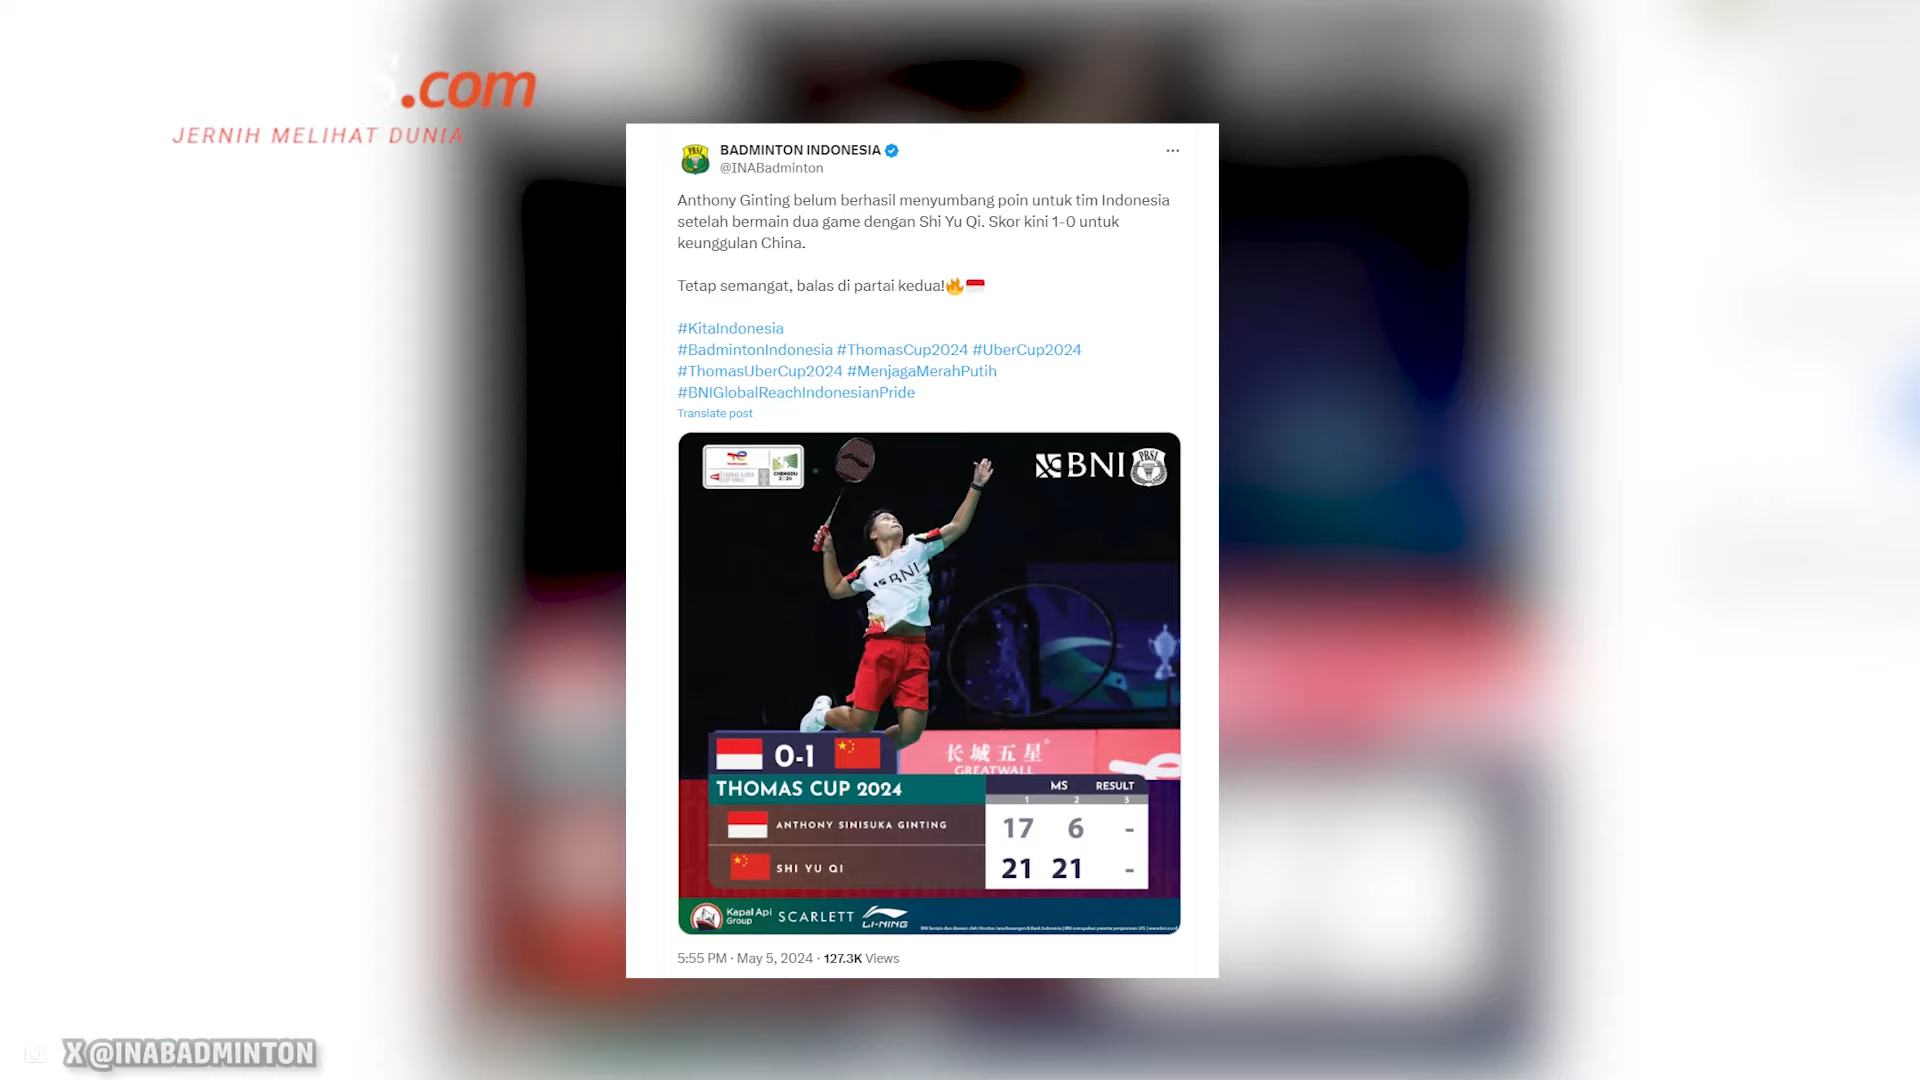 .com
JERNIH MELIHAT DUNIA
BADMINTON INDONESIA
@INABadminton
Anthony Ginting belum berhasil menyumbang poin untuk tim Indonesia
setelah bermain dua game dengan Shi Yu Qi. Skor kini 1-0 untuk
keunggulan China.
Tetap semangat, balas di partai kedua!🔥🇮🇩
#KitaIndonesia
#BadmintonIndonesia #ThomasCup2024 #UberCup2024
#ThomasUberCup2024 #MenjagaMerahPutih
#BNIGlobalReachIndonesianPride
Translate post
CHENGDU
2024
BNI
PBSI
BNI
长城五星
GREATWALL
0-1
THOMAS CUP 2024
MS RESULT
1 2 3
ANTHONY SINISUKA GINTING 17 6 -
SHI YU QI 21 21 -
Kapal Api
Group
SCARLETT
LI-NING
5:55 PM · May 5, 2024 · 127.3K Views
X @INABADMINTON